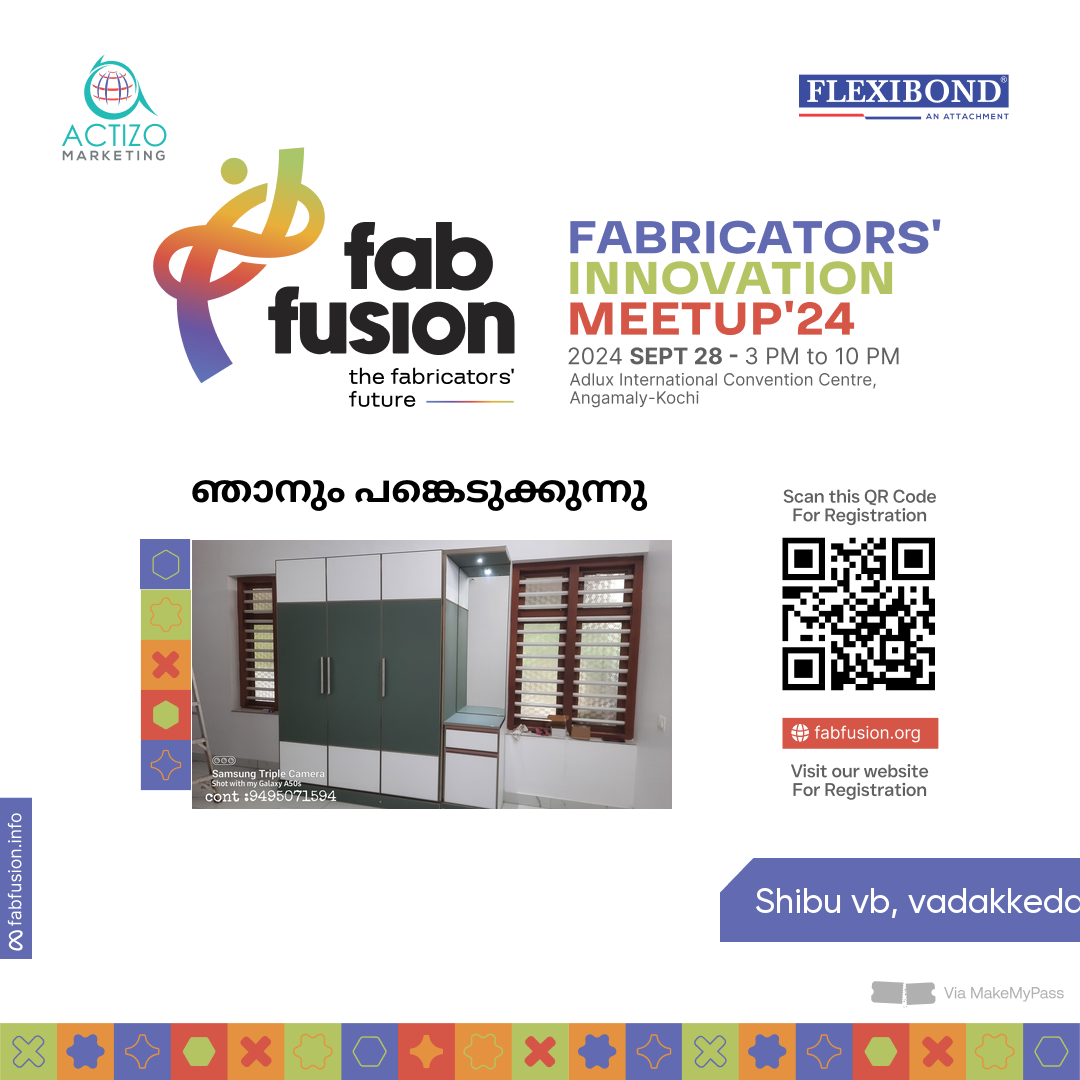 ACTIZO
MARKETING
FLEXIBOND®
AN ATTACHMENT
fab
fusion
the fabricators'
future
FABRICATORS'
INNOVATION
MEETUP'24
2024 SEPT 28 - 3 PM to 10 PM
Adlux International Convention Centre,
Angamaly-Kochi
ഞാനും പങ്കെടുക്കുന്നു
Scan this QR Code
For Registration
Samsung Triple Camera
Shot with my Galaxy A50s
cont :9495071594
fabfusion.org
Visit our website
For Registration
fabfusion.info
Shibu vb, vadakkeda
Via MakeMyPass